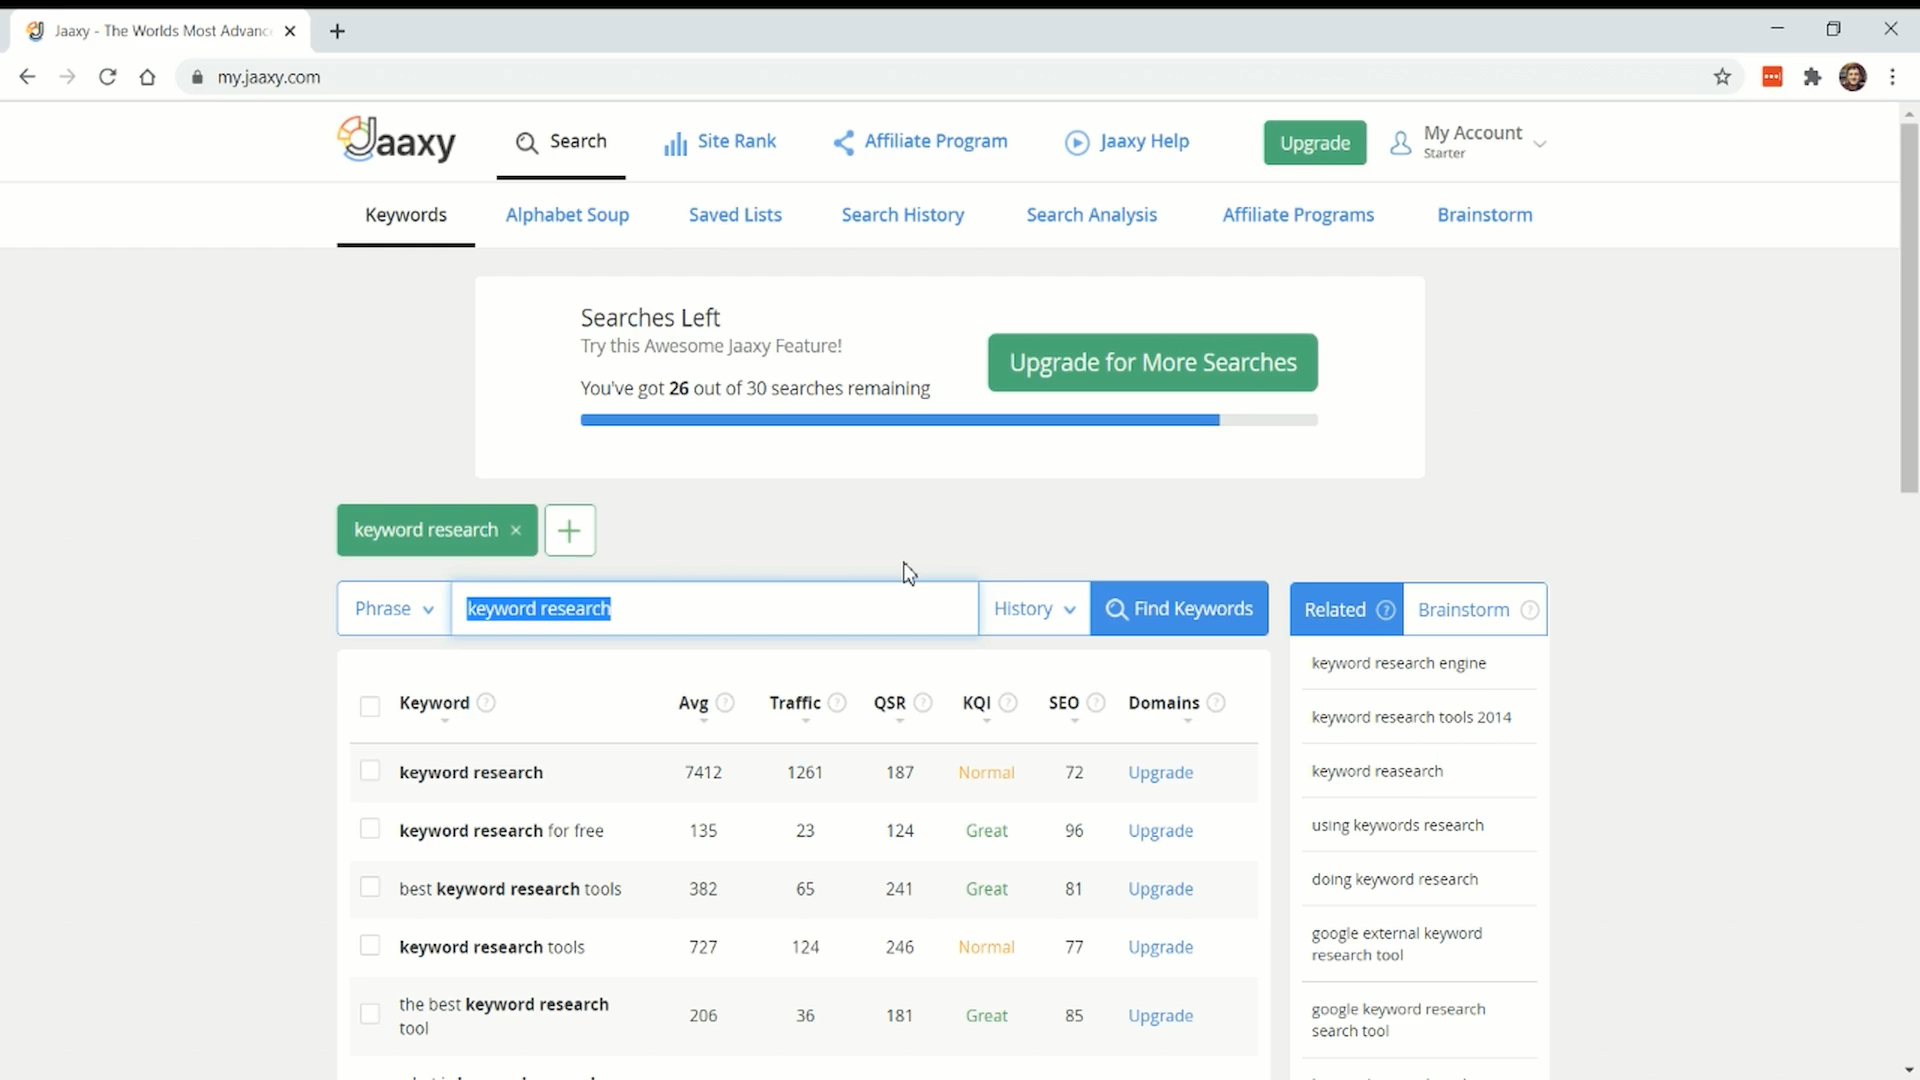 Jaaxy - The Worlds Most Advanc
my.jaaxy.com
Jaaxy
Search
Site Rank
Affiliate Program
Jaaxy Help
Upgrade
My Account
Starter
Keywords
Alphabet Soup
Saved Lists
Search History
Search Analysis
Affiliate Programs
Brainstorm
Searches Left
Try this Awesome Jaaxy Feature!
You've got 26 out of 30 searches remaining
Upgrade for More Searches
keyword research ×
Phrase
keyword research
History
Find Keywords
Related ?
Brainstorm ?
Keyword ? Avg ? Traffic ? QSR ? KQI ? SEO ? Domains ?
keyword research 7412 1261 187 Normal 72 Upgrade
keyword research for free 135 23 124 Great 96 Upgrade
best keyword research tools 382 65 241 Great 81 Upgrade
keyword research tools 727 124 246 Normal 77 Upgrade
the best keyword research
tool
206 36 181 Great 85 Upgrade
keyword research engine
keyword research tools 2014
keyword reasearch
using keywords research
doing keyword research
google external keyword
research tool
google keyword research
search tool